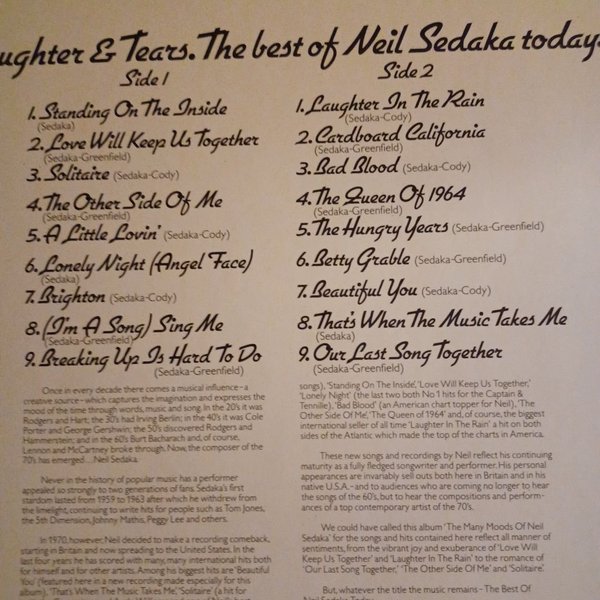 ughter & Tears. The best of Neil Sedaka today.
Side 1
1. Standing On The Inside
(Sedaka)
2. Love Will Keep Us Together
(Sedaka-Greenfield)
3. Solitaire (Sedaka-Cody)
4. The Other Side Of Me
(Sedaka-Greenfield)
5. A Little Lovin' (Sedaka-Cody)
6. Lonely Night (Angel Face)
(Sedaka)
7. Brighton (Sedaka-Cody)
8. (I'm A Song) Sing Me
(Sedaka-Greenfield)
9. Breaking Up Is Hard To Do
(Sedaka-Greenfield)
Once in every decade there comes a musical influence - a
creative source - which captures the imagination and expresses the
mood of the time through words, music and song. In the 20's it was
Rodgers and Hart; the 30's had Irving Berlin; in the 40's it was Cole
Porter and George Gershwin; the 50's discovered Rodgers and
Hammerstein; and in the 60's Burt Bacharach and, of course,
Lennon and McCartney broke through. Now, the composer of the
70's has emerged ... Neil Sedaka.
Never in the history of popular music has a performer
appealed so strongly to two generations of fans. Sedaka's first
stardom lasted from 1959 to 1963 after which he withdrew from
the limelight, continuing to write hits for people such as Tom Jones,
the 5th Dimension, Johnny Mathis, Peggy Lee and others.
In 1970, however, Neil decided to make a recording comeback,
starting in Britain and now spreading to the United States. In the
last four years he has scored with many, many international hits both
for himself and for other artists. Among his biggest hits are 'Beautiful
You' (featured here in a new recording made especially for this
album), 'That's When The Music Takes Me', 'Solitaire' (a hit for
Side 2
1. Laughter In The Rain
(Sedaka-Cody)
2. Cardboard California
(Sedaka-Greenfield)
3. Bad Blood (Sedaka-Cody)
4. The Queen Of 1964
(Sedaka-Greenfield)
5. The Hungry Years (Sedaka-Greenfield)
6. Betty Grable (Sedaka-Greenfield)
7. Beautiful You (Sedaka-Cody)
8. That's When The Music Takes Me
(Sedaka)
9. Our Last Song Together
(Sedaka-Greenfield)
songs), 'Standing On The Inside', 'Love Will Keep Us Together,'
'Lonely Night' (the last two both No 1 hits for the Captain &
Tennille), 'Bad Blood' (an American chart topper for Neil), 'The
Other Side Of Me', 'The Queen of 1964' and, of course, the biggest
international seller of all time 'Laughter In The Rain' a hit on both
sides of the Atlantic which made the top of the charts in America.
These new songs and recordings by Neil reflect his continuing
maturity as a fully fledged songwriter and performer. His personal
appearances are invariably sell outs both here in Britain and in his
native U.S.A. - and to audiences who are coming no longer to hear
the songs of the 60's, but to hear the compositions and perform-
ances of a top contemporary artist of the 70's.
We could have called this album 'The Many Moods Of Neil
Sedaka' for the songs and hits contained here reflect all manner of
sentiments, from the vibrant joy and exuberance of 'Love Will
Keep Us Together' and 'Laughter In The Rain' to the romance of
'Our Last Song Together,' 'The Other Side Of Me' and 'Solitaire'.
But, whatever the title the music remains - The Best Of
Neil Sedaka Today.